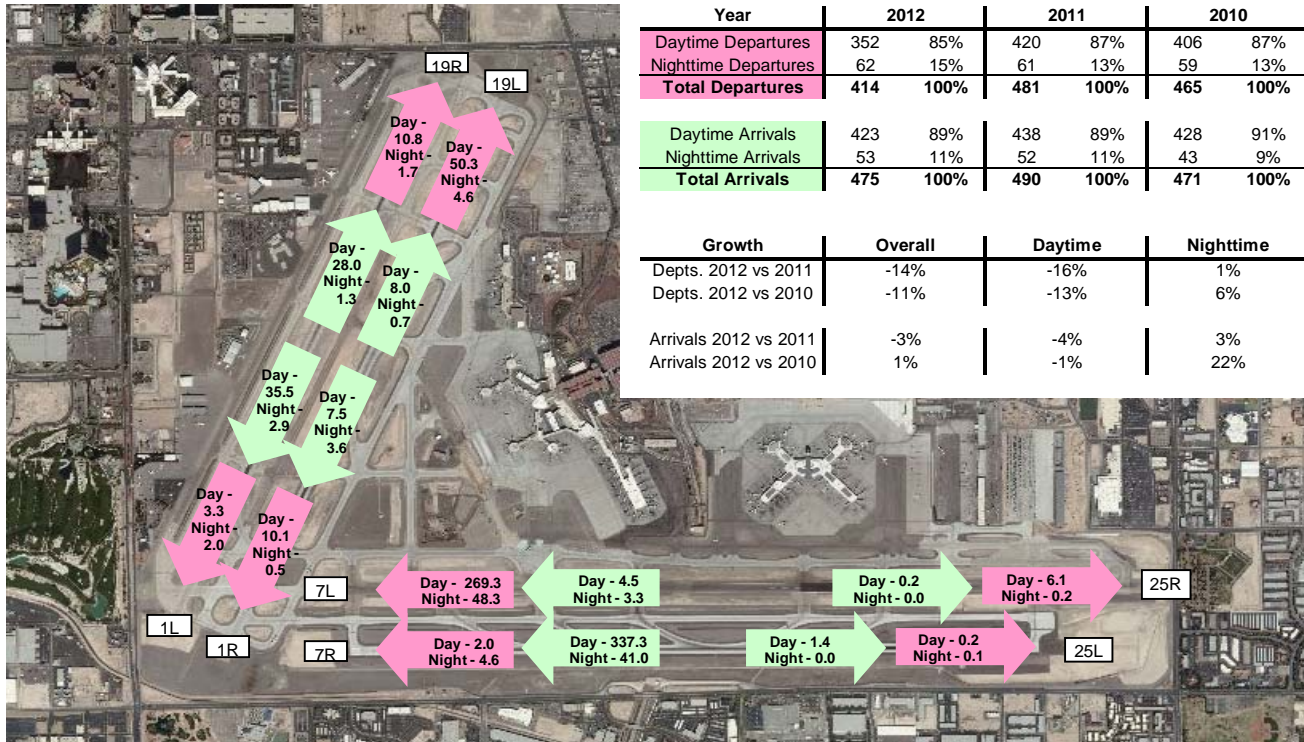 Year 2012 2011 2010
Daytime Departures 352 85% 420 87% 406 87%
Nighttime Departures 62 15% 61 13% 59 13%
Total Departures 414 100% 481 100% 465 100%
Daytime Arrivals 423 89% 438 89% 428 91%
Nighttime Arrivals 53 11% 52 11% 43 9%
Total Arrivals 475 100% 490 100% 471 100%
Growth Overall Daytime Nighttime
Depts. 2012 vs 2011 -14% -16% 1%
Depts. 2012 vs 2010 -11% -13% 6%
Arrivals 2012 vs 2011 -3% -4% 3%
Arrivals 2012 vs 2010 1% -1% 22%
19R
19L
Day -
10.8
Night -
1.7
Day -
50.3
Night -
4.6
Day -
28.0
Night -
1.3
Day -
8.0
Night -
0.7
Day -
35.5
Night -
2.9
Day -
7.5
Night -
3.6
Day -
3.3
Night -
2.0
Day -
10.1
Night -
0.5
1L
1R
7L
Day - 269.3
Night - 48.3
Day - 4.5
Night - 3.3
Day - 0.2
Night - 0.0
Day - 6.1
Night - 0.2
25R
7R
Day - 2.0
Night - 4.6
Day - 337.3
Night - 41.0
Day - 1.4
Night - 0.0
Day - 0.2
Night - 0.1
25L